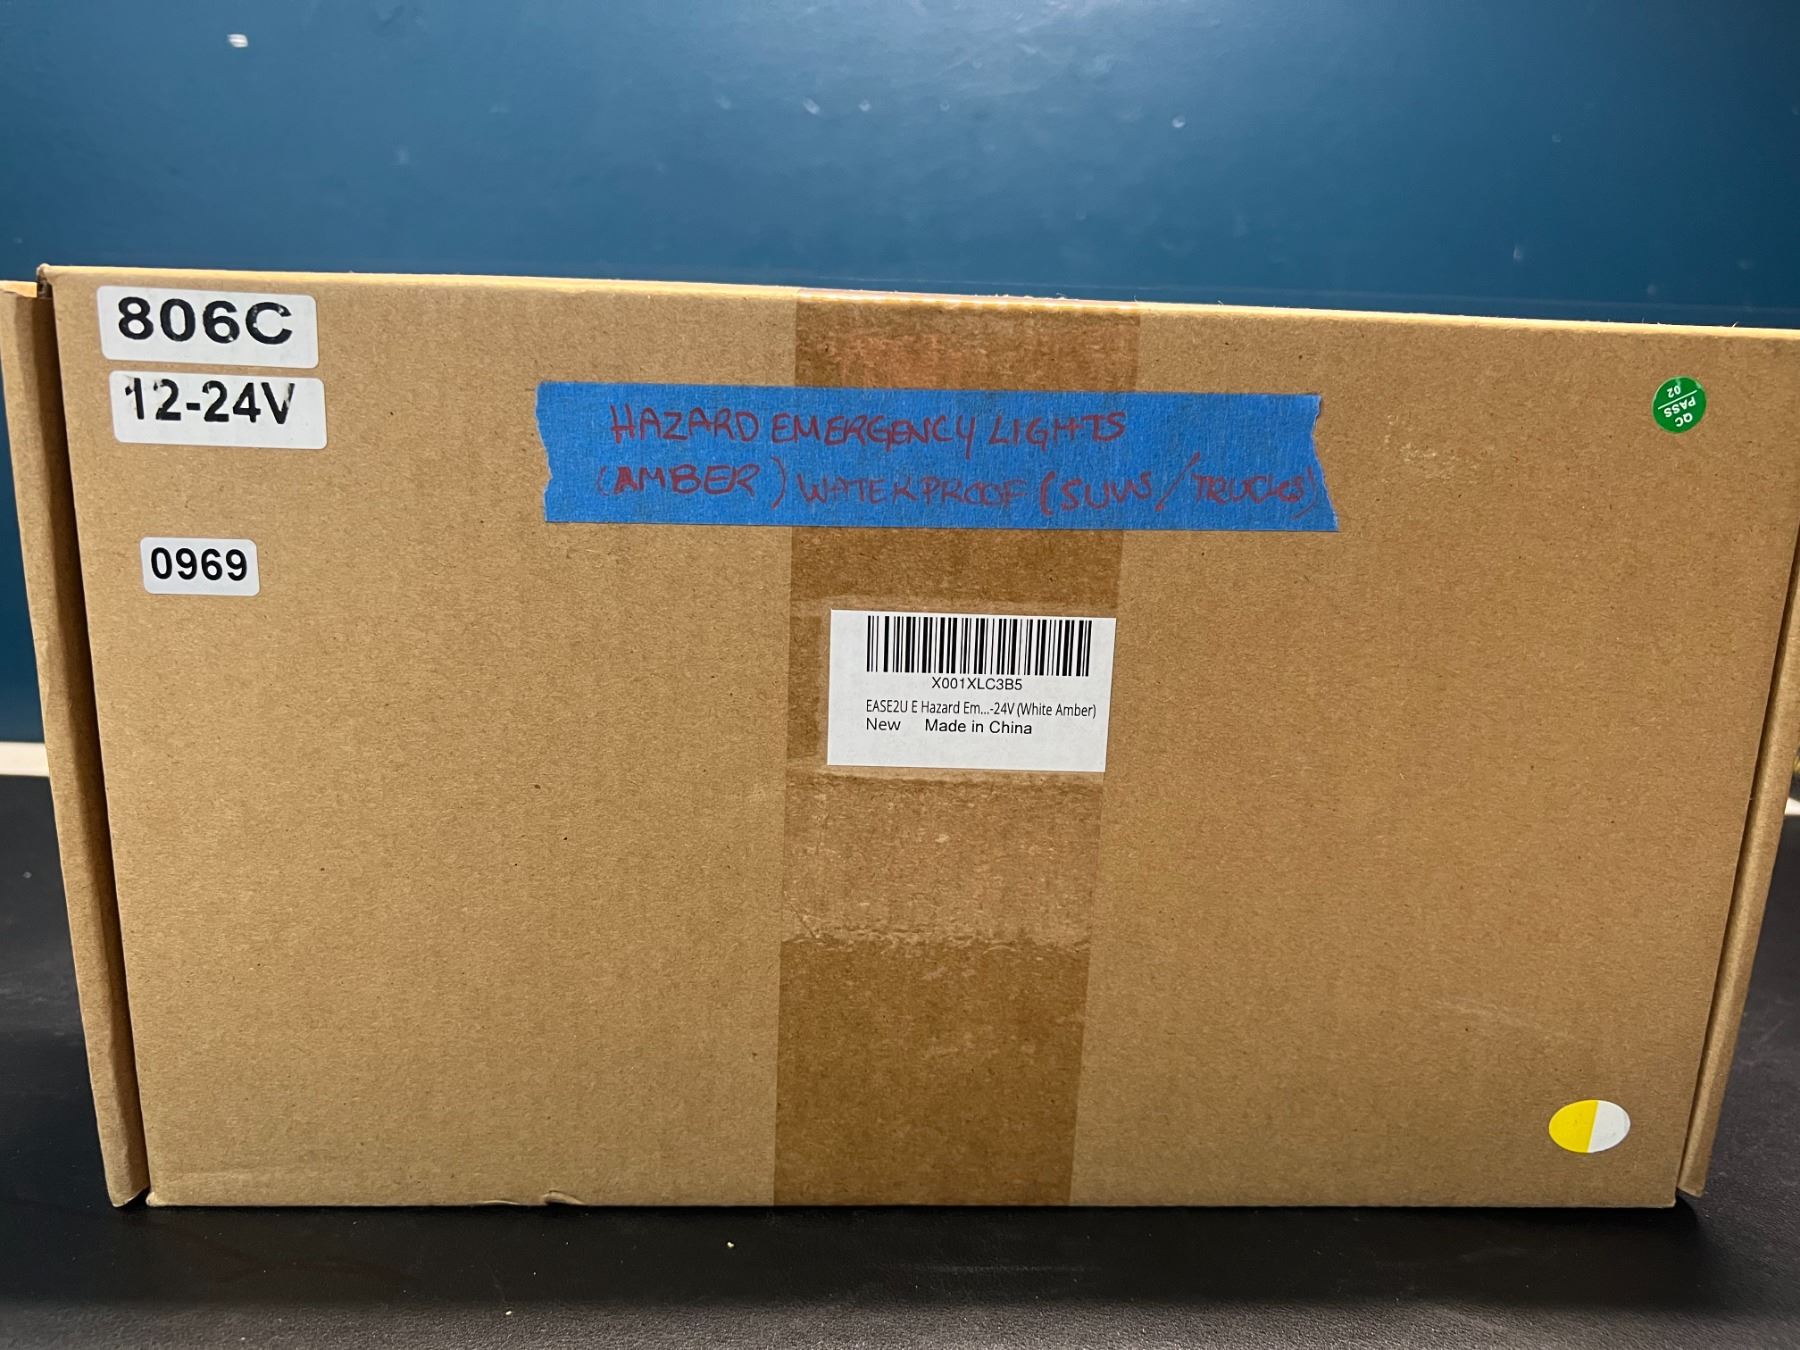 806C
12-24V
HAZARD EMERGENCY LIGHTS
(AMBER) WATERPROOF (SUVS/TRUCKS)
QC
PASS
02
0969
X001XLC3B5
EASE2U E Hazard Em...-24V (White Amber)
New Made in China